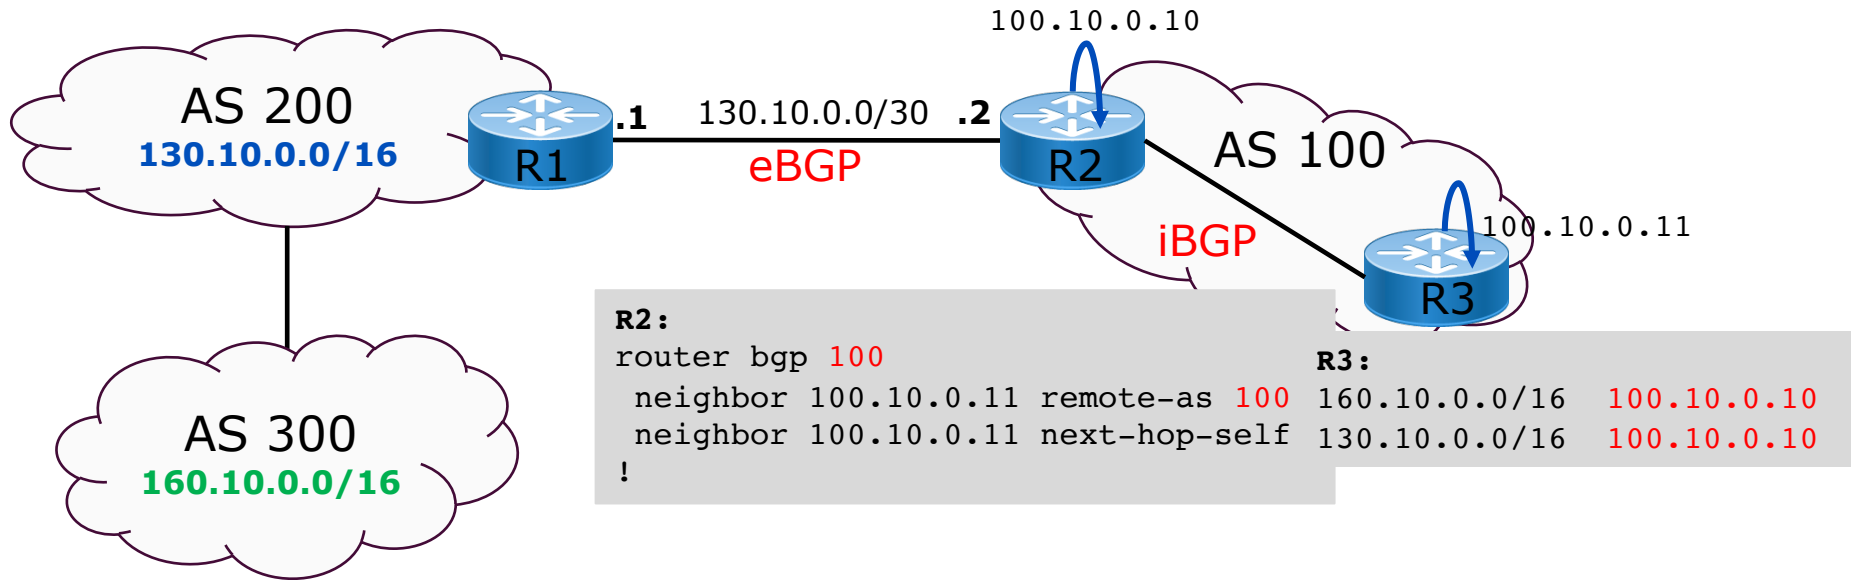 100.10.0.10
AS 200
130.10.0.0/16
R1
.1
130.10.0.0/30
.2
eBGP
R2
AS 100
iBGP
100.10.0.11
R3
AS 300
160.10.0.0/16
R2:
router bgp 100
neighbor 100.10.0.11 remote-as 100
neighbor 100.10.0.11 next-hop-self
!
R3:
160.10.0.0/16 100.10.0.10
130.10.0.0/16 100.10.0.10